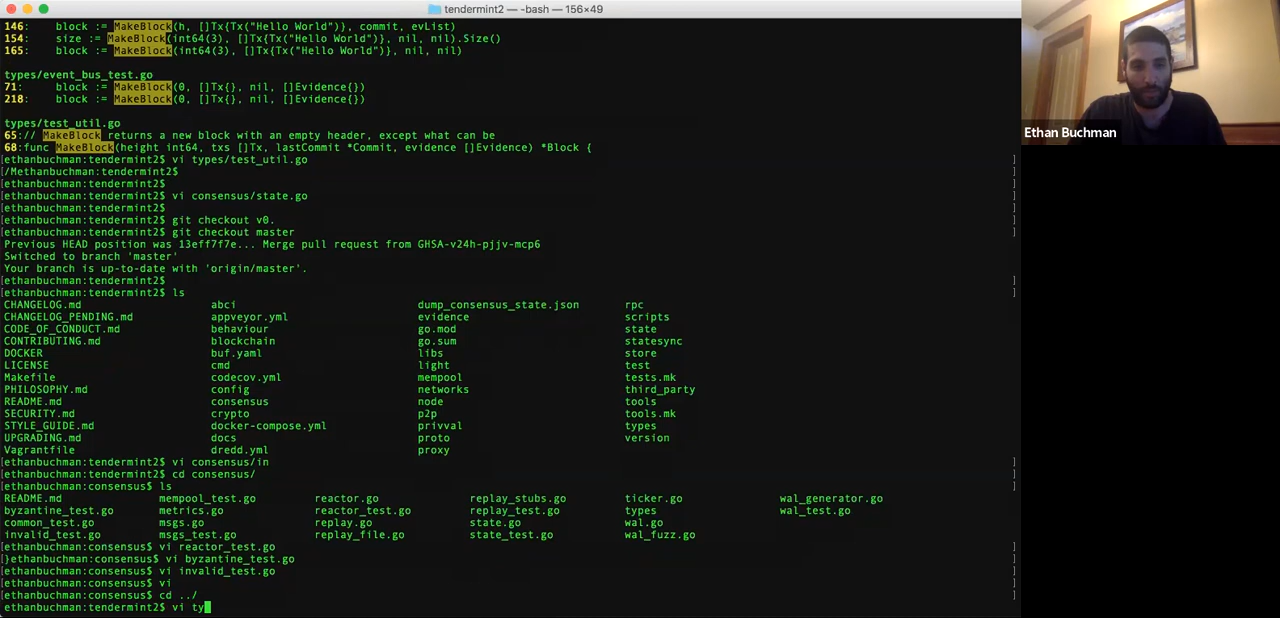 tendermint2 — -bash — 156×49
146:    block := MakeBlock(h, []Tx{Tx("Hello World")}, commit, evList)
154:    size := MakeBlock(int64(3), []Tx{Tx("Hello World")}, nil, nil).Size()
165:    block := MakeBlock(int64(3), []Tx{Tx("Hello World")}, nil, nil)
types/event_bus_test.go
71:     block := MakeBlock(0, []Tx{}, nil, []Evidence{})
218:    block := MakeBlock(0, []Tx{}, nil, []Evidence{})
types/test_util.go
65:// MakeBlock returns a new block with an empty header, except what can be
68:func MakeBlock(height int64, txs []Tx, lastCommit *Commit, evidence []Evidence) *Block {
[ethanbuchman:tendermint2$ vi types/test_util.go ]
[/Methanbuchman:tendermint2$ ]
[ethanbuchman:tendermint2$ ]
[ethanbuchman:tendermint2$ vi consensus/state.go ]
[ethanbuchman:tendermint2$ ]
[ethanbuchman:tendermint2$ git checkout v0. ]
[ethanbuchman:tendermint2$ git checkout master ]
Previous HEAD position was 13eff7f7e... Merge pull request from GHSA-v24h-pjjv-mcp6
Switched to branch 'master'
Your branch is up-to-date with 'origin/master'.
[ethanbuchman:tendermint2$ ]
[ethanbuchman:tendermint2$ ls ]
CHANGELOG.md abci dump_consensus_state.json rpc
CHANGELOG_PENDING.md appveyor.yml evidence scripts
CODE_OF_CONDUCT.md behaviour go.mod state
CONTRIBUTING.md blockchain go.sum statesync
DOCKER buf.yaml libs store
LICENSE cmd light test
Makefile codecov.yml mempool tests.mk
PHILOSOPHY.md config networks third_party
README.md consensus node tools
SECURITY.md crypto p2p tools.mk
STYLE_GUIDE.md docker-compose.yml privval types
UPGRADING.md docs proto version
Vagrantfile dredd.yml proxy
[ethanbuchman:tendermint2$ vi consensus/in ]
[ethanbuchman:tendermint2$ cd consensus/ ]
[ethanbuchman:consensus$ ls ]
README.md mempool_test.go reactor.go replay_stubs.go ticker.go wal_generator.go
byzantine_test.go metrics.go reactor_test.go replay_test.go types wal_test.go
common_test.go msgs.go replay.go state.go wal.go
invalid_test.go msgs_test.go replay_file.go state_test.go wal_fuzz.go
[ethanbuchman:consensus$ vi reactor_test.go ]
[}ethanbuchman:consensus$ vi byzantine_test.go ]
[ethanbuchman:consensus$ vi invalid_test.go ]
[ethanbuchman:consensus$ vi ]
[ethanbuchman:consensus$ cd ../ ]
ethanbuchman:tendermint2$ vi ty
Ethan Buchman